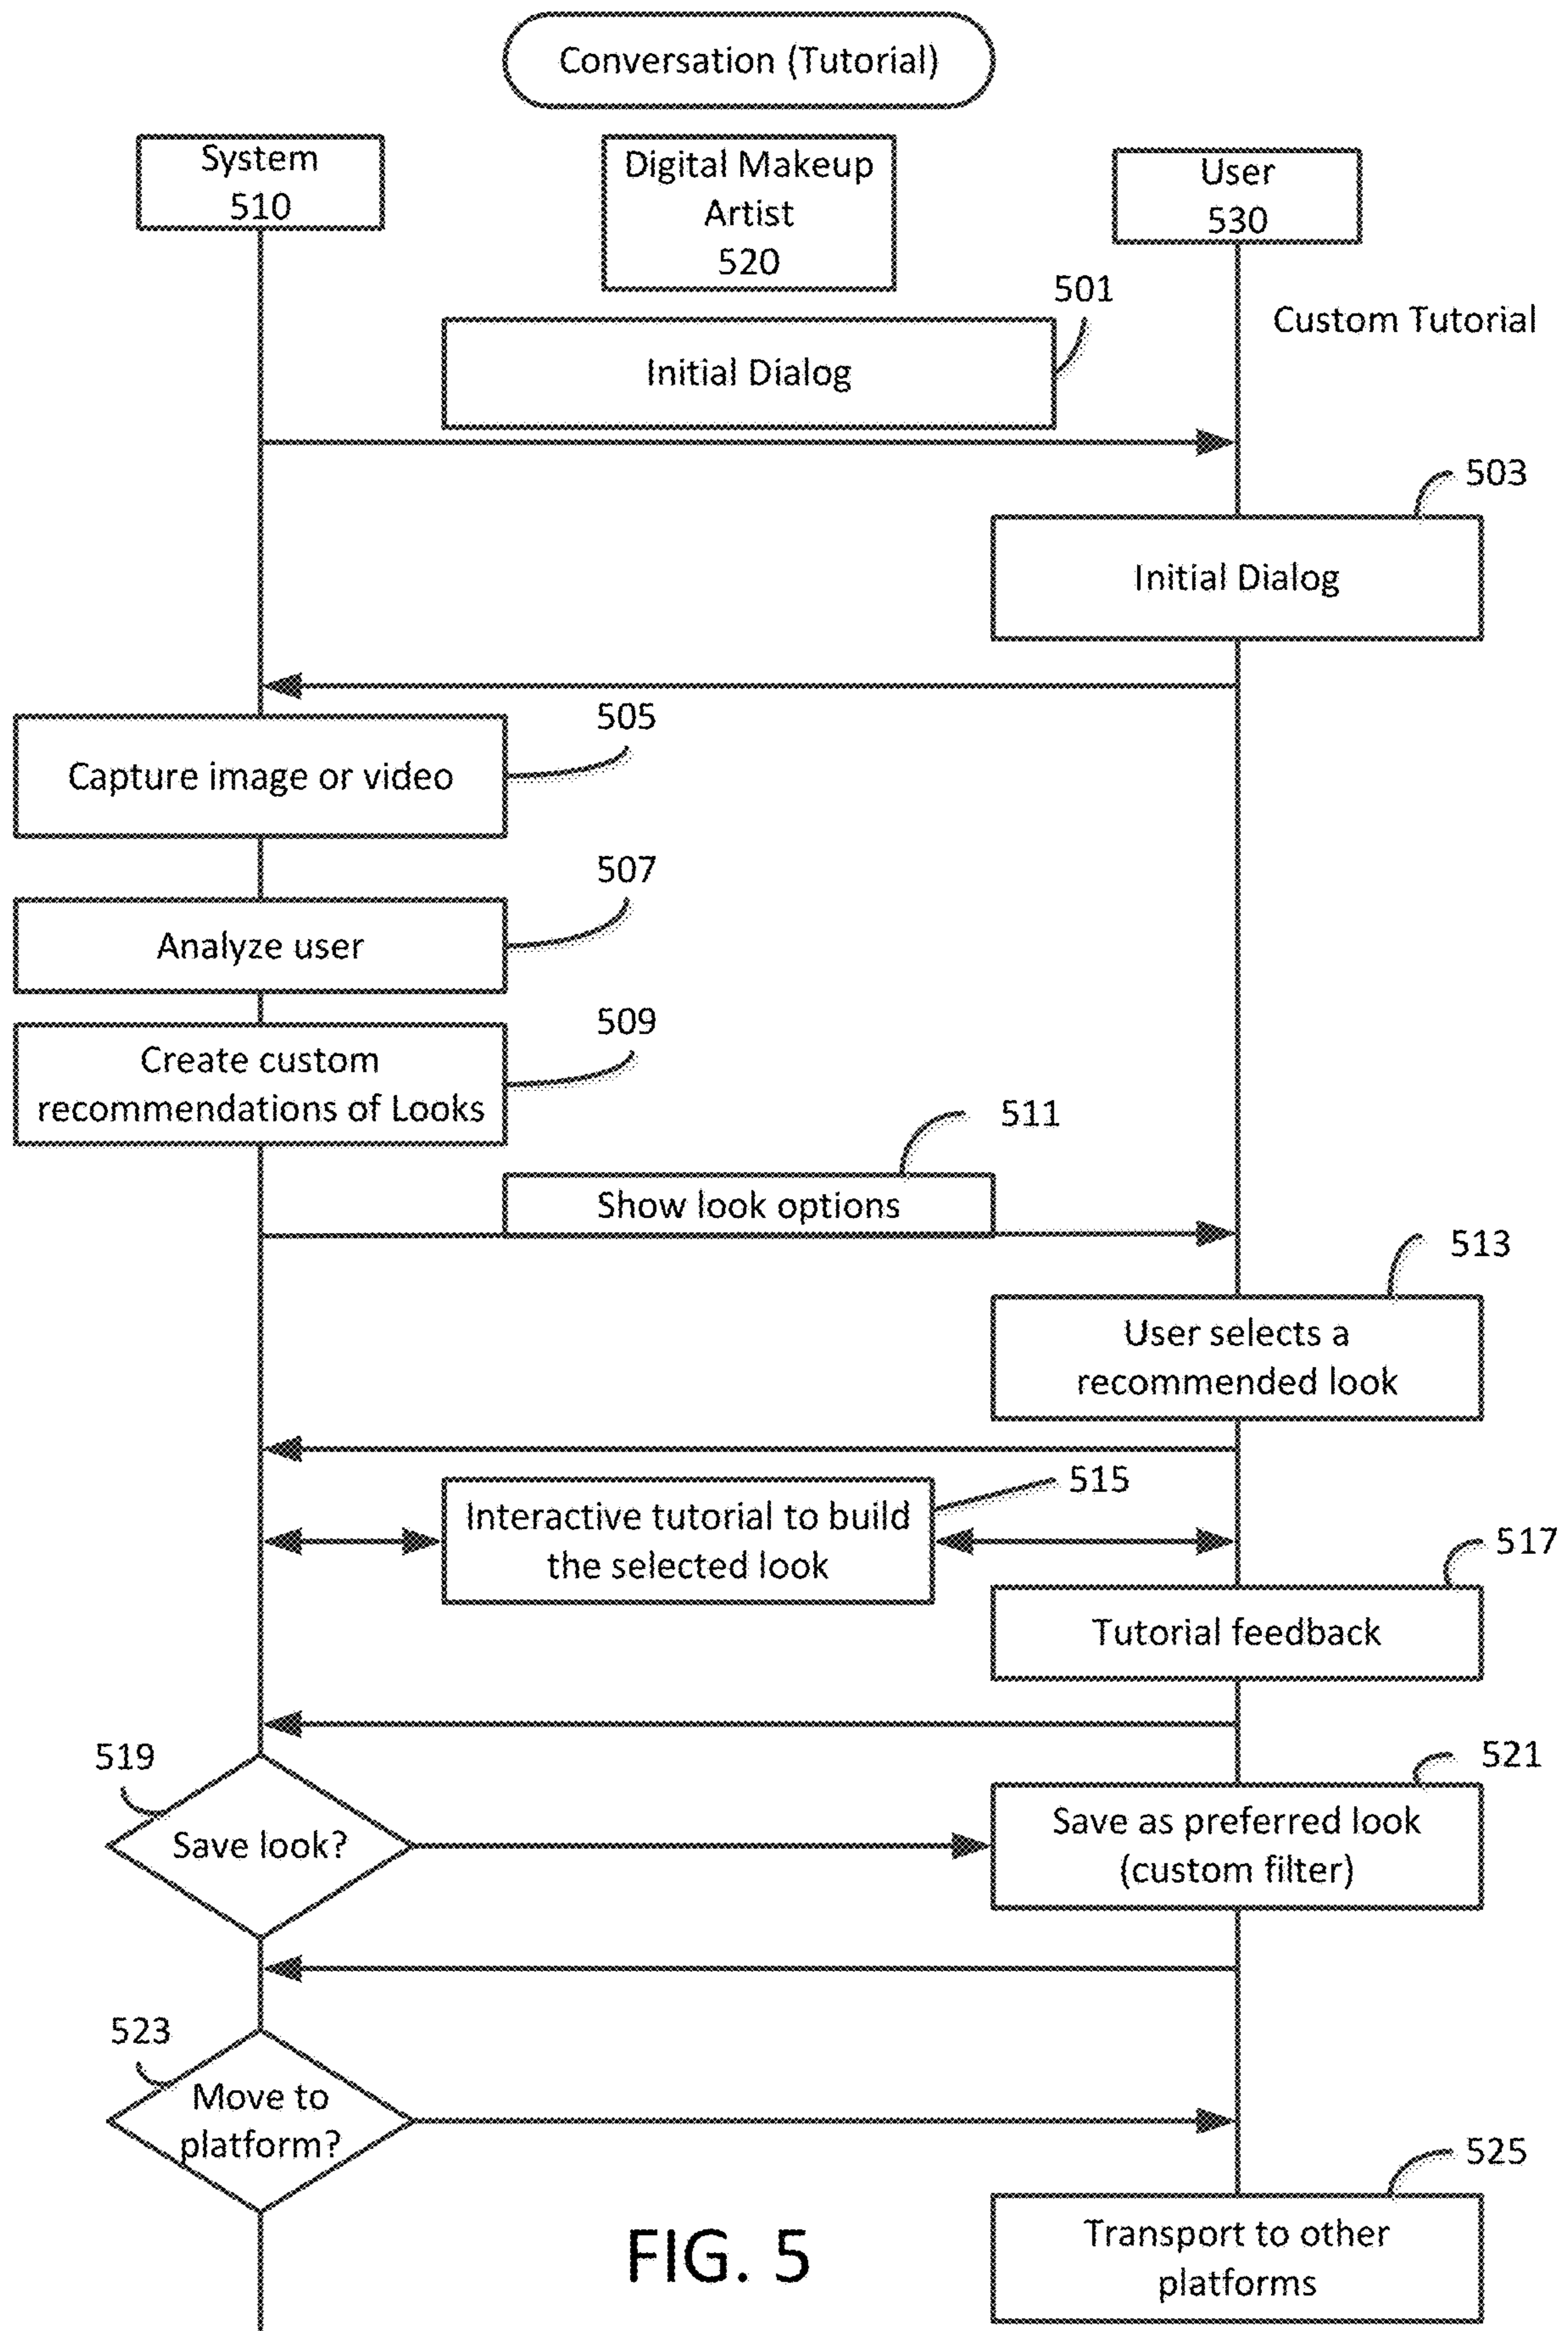 Conversation (Tutorial)
System
510
Digital Makeup
Artist
520
User
530
501
Custom Tutorial
Initial Dialog
503
Initial Dialog
505
Capture image or video
507
Analyze user
509
Create custom
recommendations of Looks
511
Show look options
513
User selects a
recommended look
515
Interactive tutorial to build
the selected look
517
Tutorial feedback
519
Save look?
521
Save as preferred look
(custom filter)
523
Move to
platform?
525
Transport to other
platforms
FIG. 5